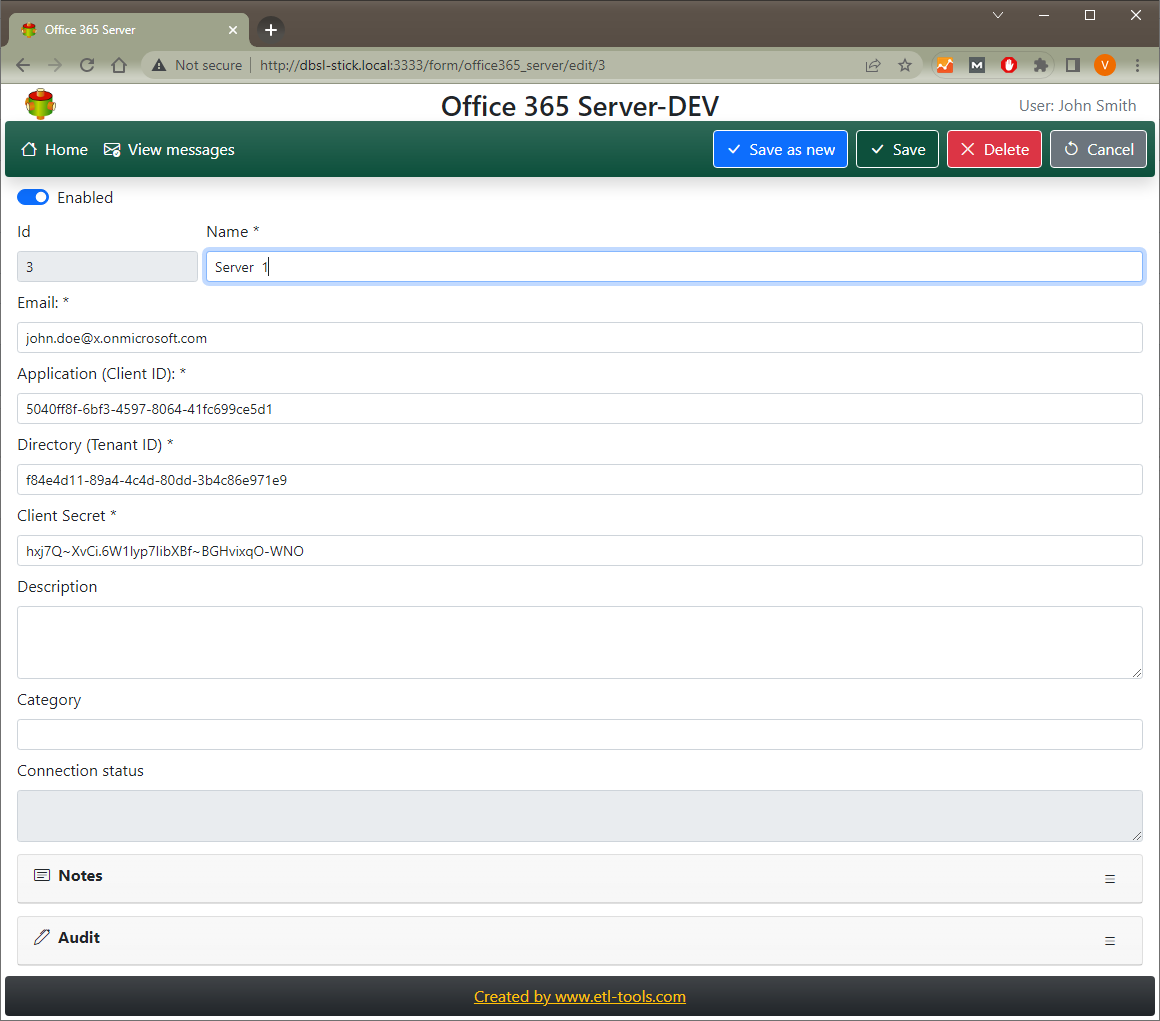 Office 365 Server
Not secure
http://dbsl-stick.local:3333/form/office365_server/edit/3
M
V
Office 365 Server-DEV
User: John Smith
Home
View messages
Save as new
Save
Delete
Cancel
Enabled
Id
Name *
3
Server 1
Email: *
john.doe@x.onmicrosoft.com
Application (Client ID): *
5040ff8f-6bf3-4597-8064-41fc699ce5d1
Directory (Tenant ID) *
f84e4d11-89a4-4c4d-80dd-3b4c86e971e9
Client Secret *
hxj7Q~XvCi.6W1Iyp7IibXBf~BGHvixqO-WNO
Description
Category
Connection status
Notes
Audit
Created by www.etl-tools.com